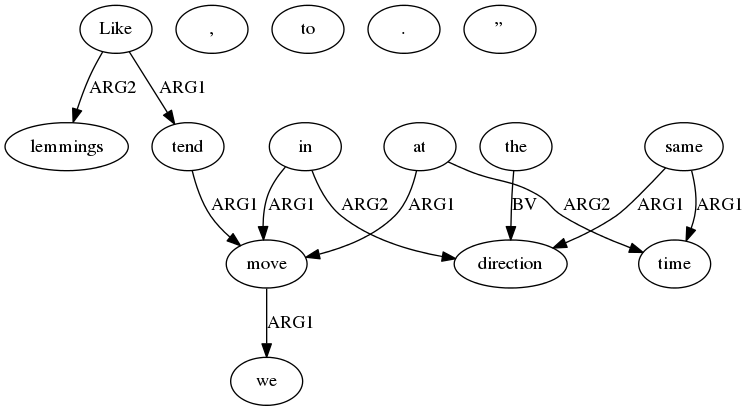 Like , to . ”
ARG2 ARG1
lemmings tend in at the same
ARG1 ARG1 ARG2 ARG1 BV ARG2 ARG1 ARG1
move direction time
ARG1
we